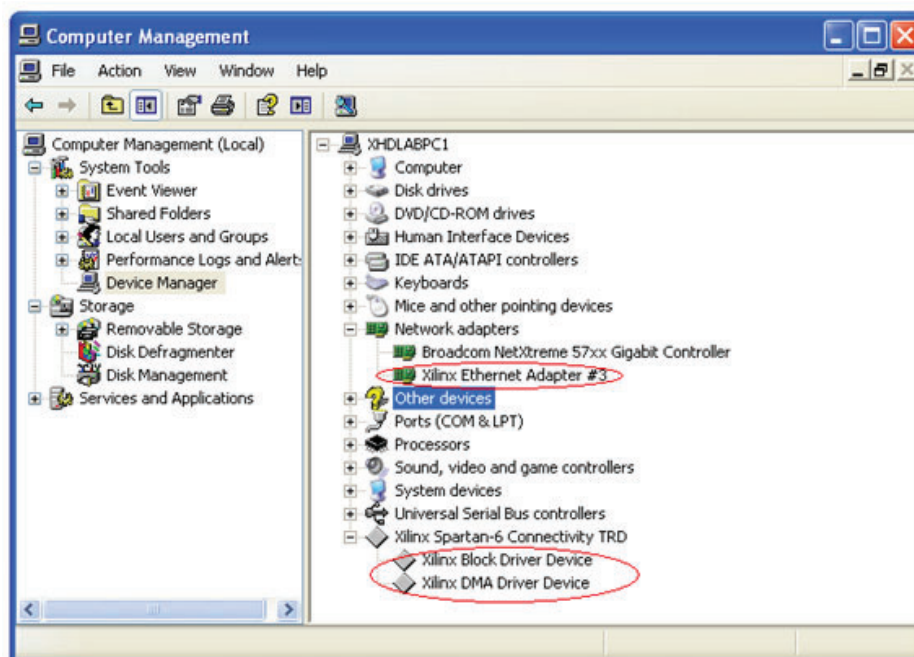 Computer Management
File Action View Window Help
Computer Management (Local)
System Tools
Event Viewer
Shared Folders
Local Users and Groups
Performance Logs and Alert
Device Manager
Storage
Removable Storage
Disk Defragmenter
Disk Management
Services and Applications
XHDLABPC1
Computer
Disk drives
DVD/CD-ROM drives
Human Interface Devices
IDE ATA/ATAPI controllers
Keyboards
Mice and other pointing devices
Network adapters
Broadcom NetXtreme 57xx Gigabit Controller
Xilinx Ethernet Adapter #3
Other devices
Ports (COM & LPT)
Processors
Sound, video and game controllers
System devices
Universal Serial Bus controllers
Xilinx Spartan-6 Connectivity TRD
Xilinx Block Driver Device
Xilinx DMA Driver Device